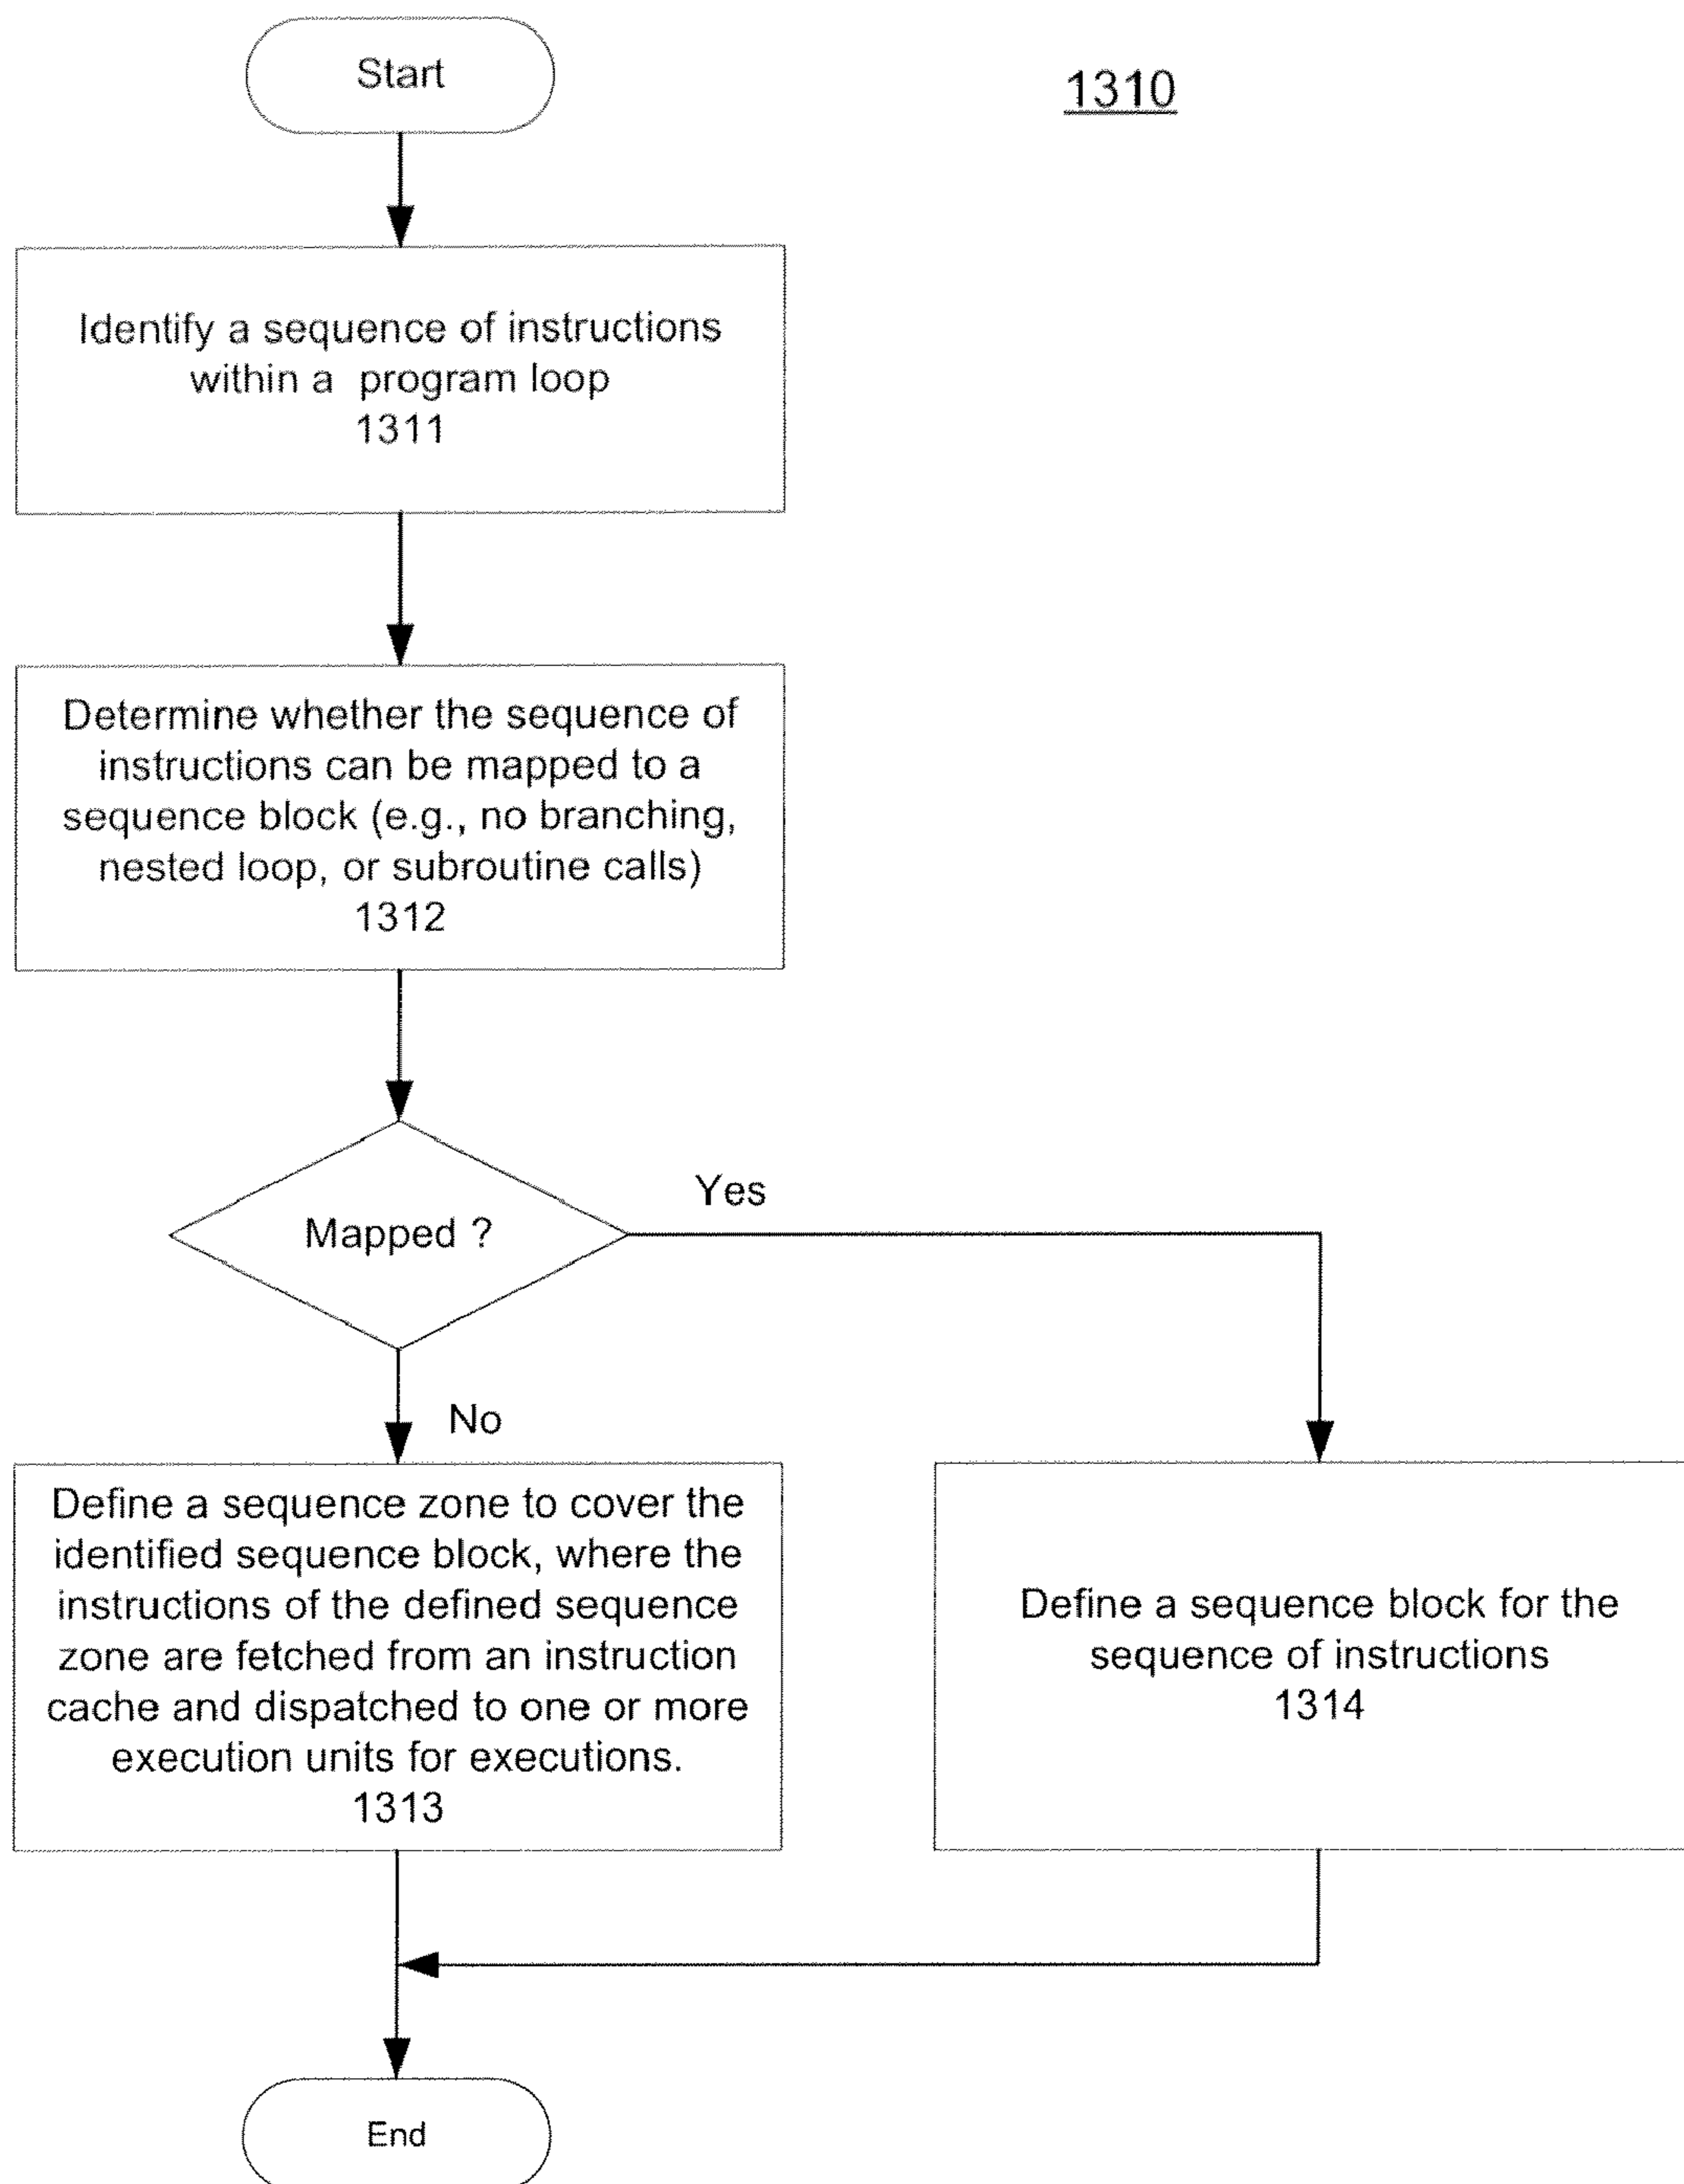 Start
1310
Identify a sequence of instructions
within a program loop
1311
Determine whether the sequence of
instructions can be mapped to a
sequence block (e.g., no branching,
nested loop, or subroutine calls)
1312
Mapped ?
Yes
No
Define a sequence zone to cover the
identified sequence block, where the
instructions of the defined sequence
zone are fetched from an instruction
cache and dispatched to one or more
execution units for executions.
1313
Define a sequence block for the
sequence of instructions
1314
End